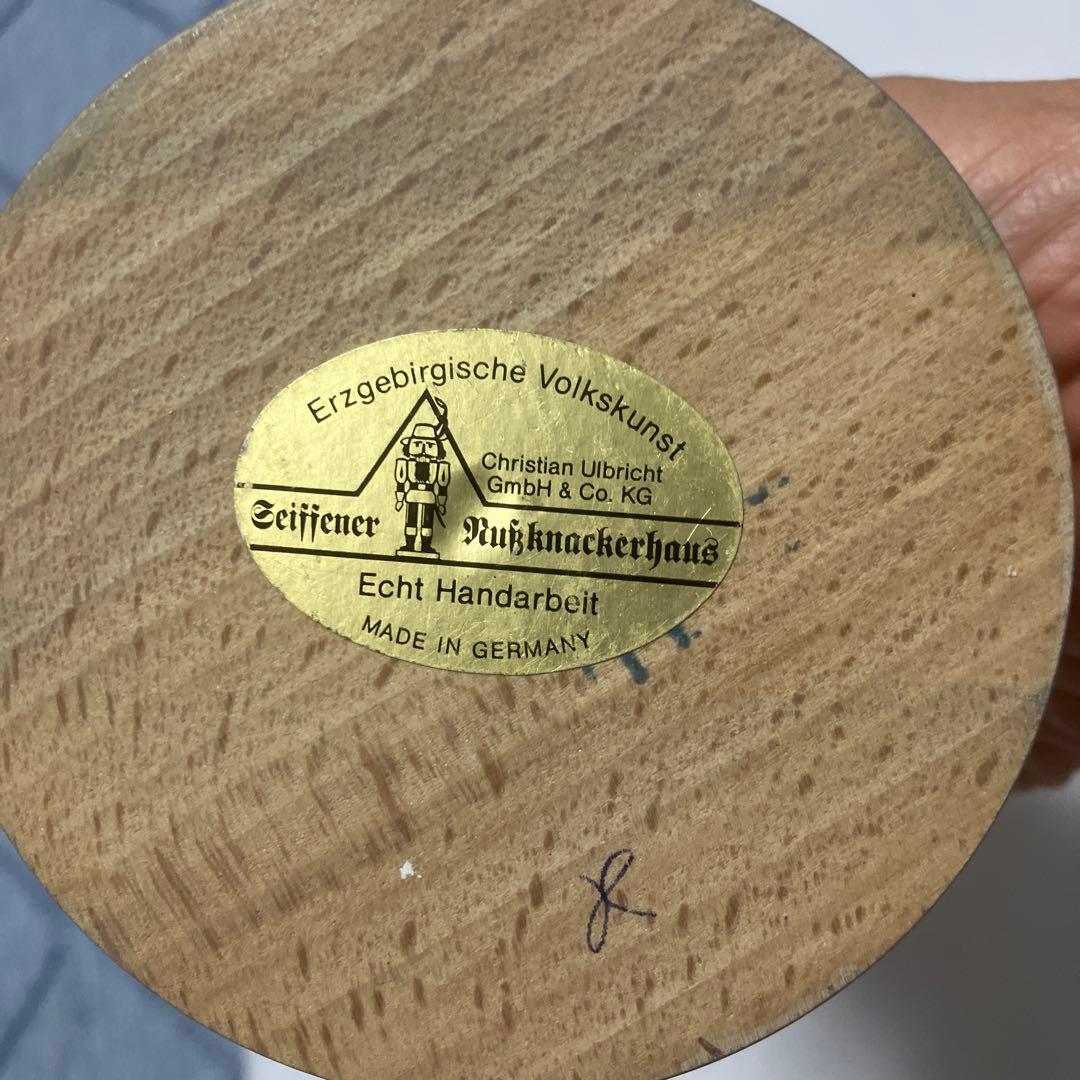 Erzgebirgische Volkskunst
Christian Ulbricht
GmbH & Co. KG
Seiffener Nußknackerhaus
Echt Handarbeit
MADE IN GERMANY